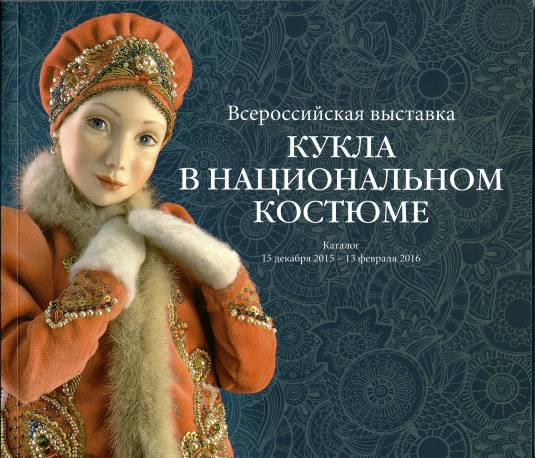 Всероссийская выставка
КУКЛА
В НАЦИОНАЛЬНОМ
КОСТЮМЕ
Каталог
15 декабря 2015 – 13 февраля 2016